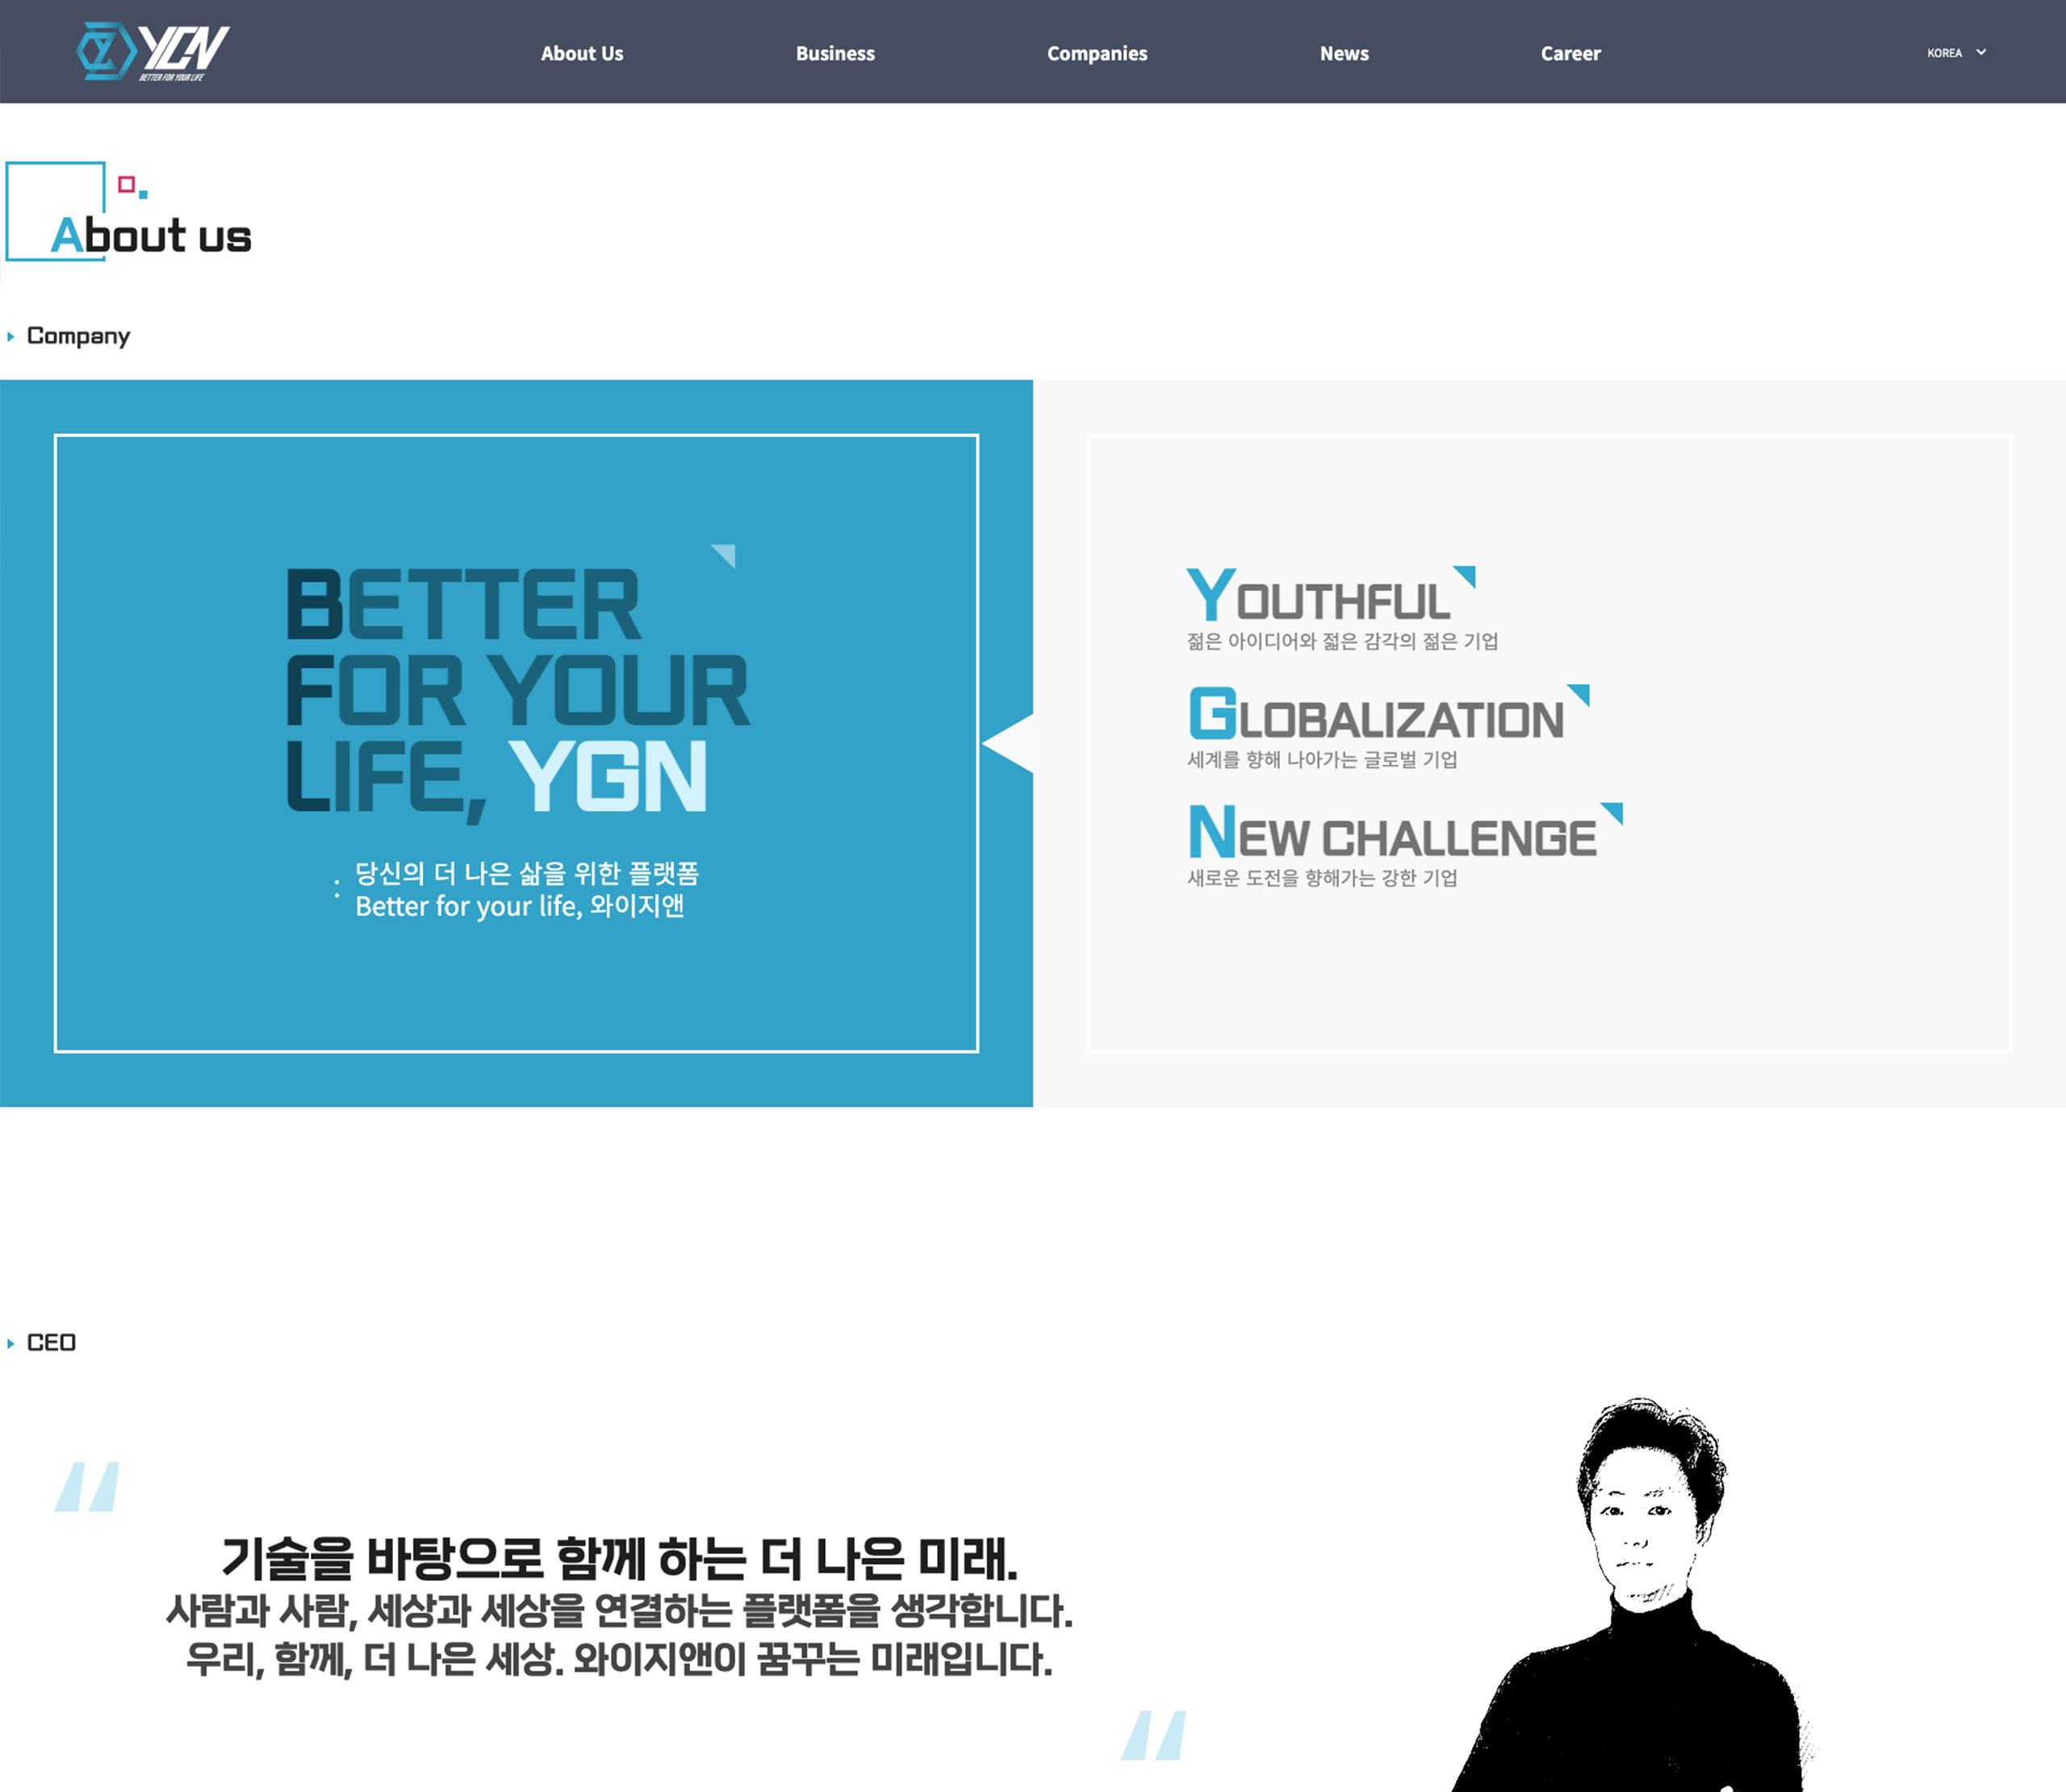 YGN
BETTER FOR YOUR LIFE
About Us
Business
Companies
News
Career
KOREA
About us
Company
BETTER
FOR YOUR
LIFE, YGN
: 당신의 더 나은 삶을 위한 플랫폼
Better for your life, 와이지앤
YOUTHFUL
젊은 아이디어와 젊은 감각의 젊은 기업
GLOBALIZATION
세계를 향해 나아가는 글로벌 기업
NEW CHALLENGE
새로운 도전을 향해가는 강한 기업
CEO
"
기술을 바탕으로 함께 하는 더 나은 미래.
사람과 사람, 세상과 세상을 연결하는 플랫폼을 생각합니다.
우리, 함께, 더 나은 세상. 와이지앤이 꿈꾸는 미래입니다.
"